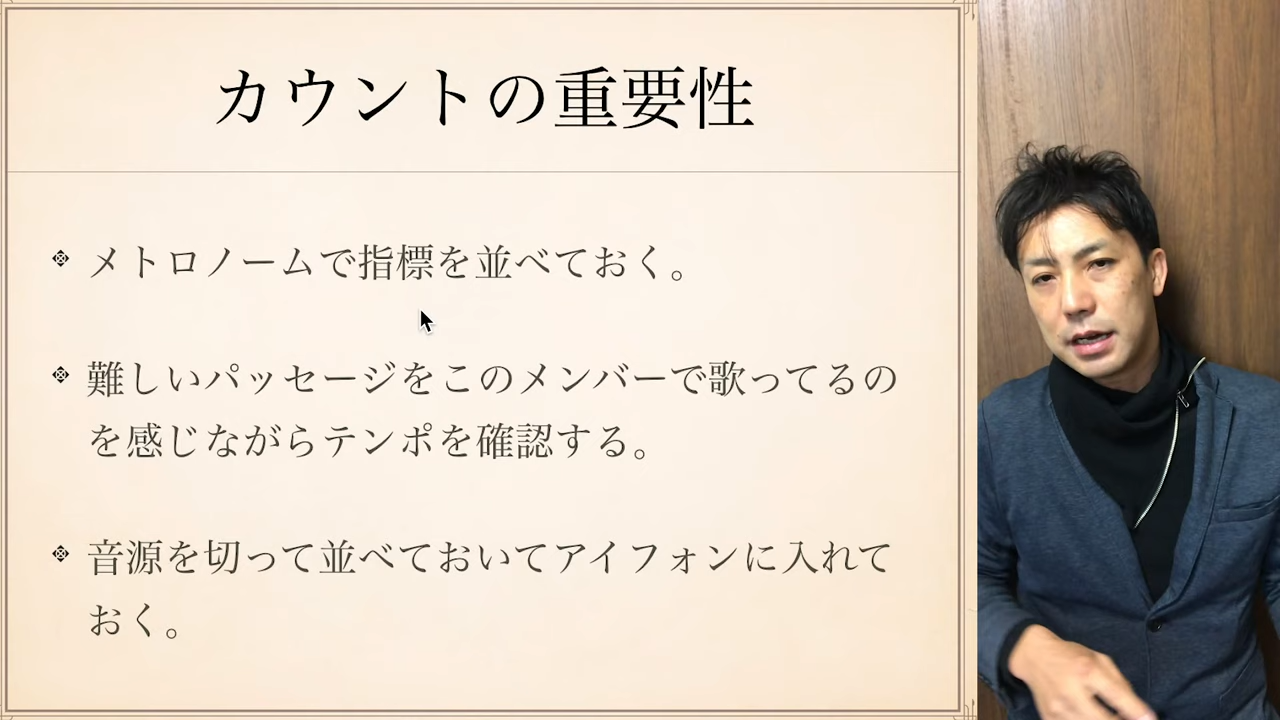 カウントの重要性
メトロノームで指標を並べておく。
難しいパッセージをこのメンバーで歌ってるの
を感じながらテンポを確認する。
音源を切って並べておいてアイフォンに入れて
おく。